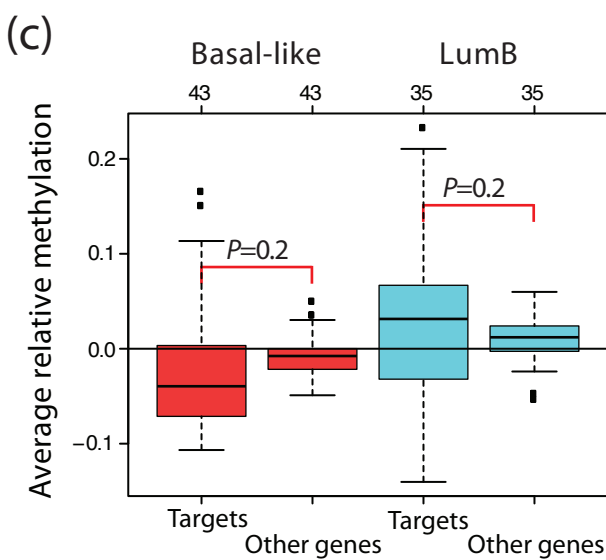 (c)
Basal-like LumB
43 43 35 35
Average relative methylation
0.2
0.1
0.0
−0.1
P=0.2
P=0.2
Targets Other genes Targets Other genes